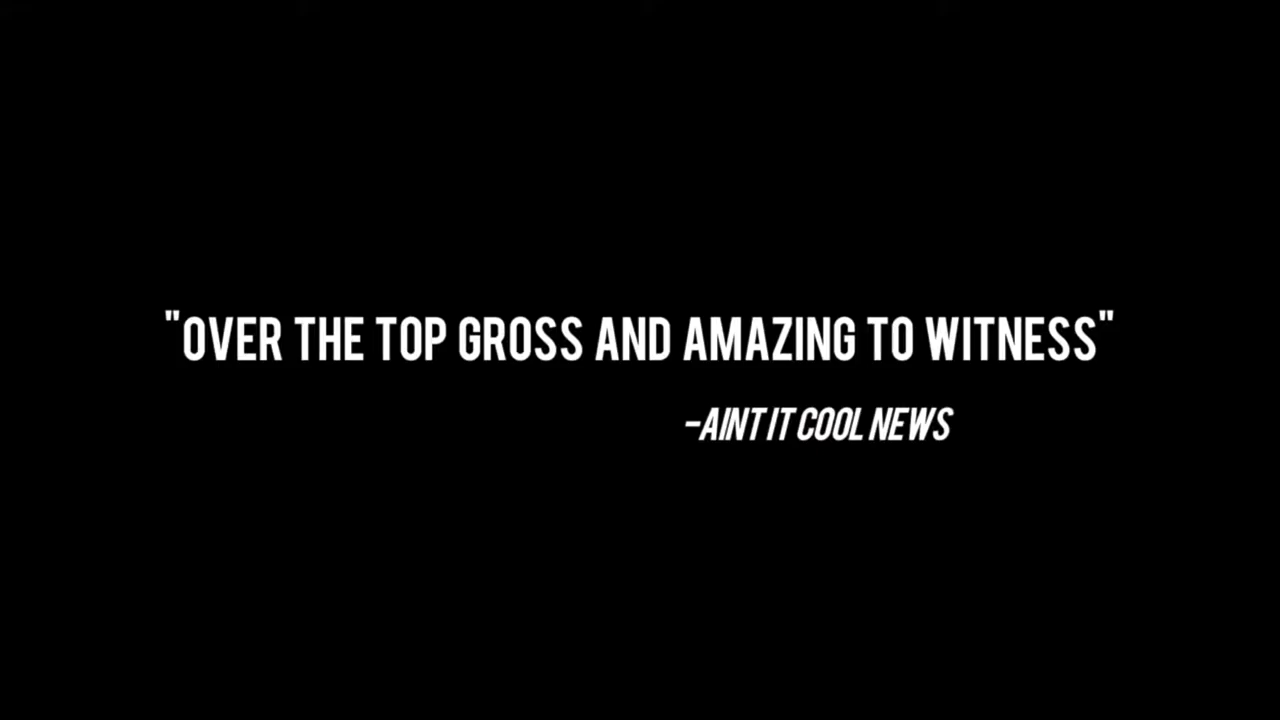 "OVER THE TOP GROSS AND AMAZING TO WITNESS"
-AINT IT COOL NEWS